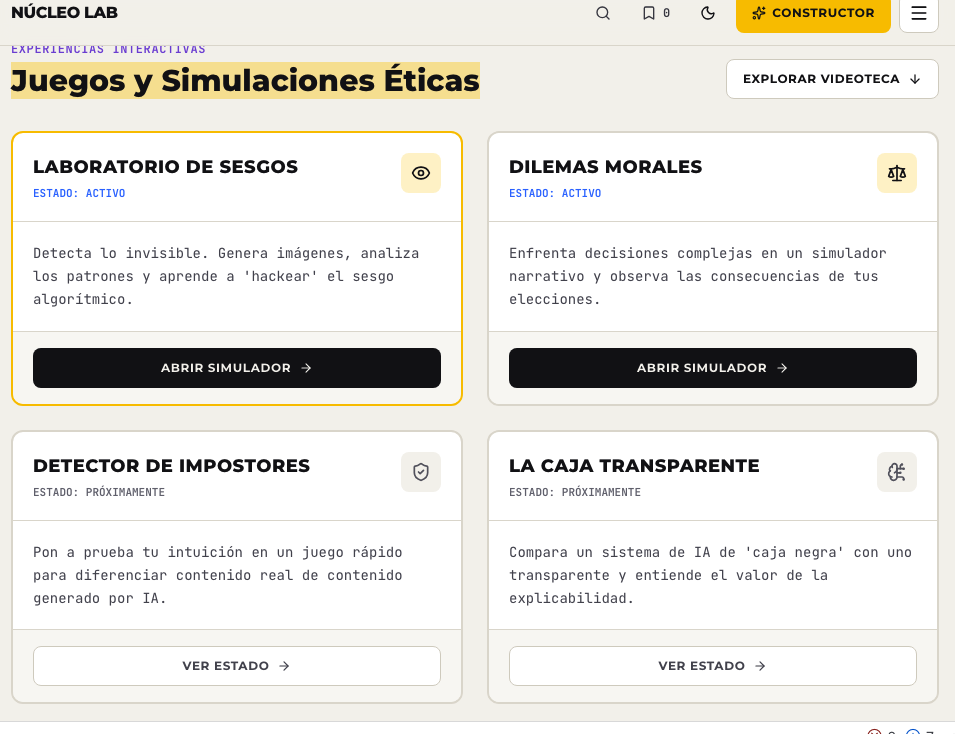 NÚCLEO LAB
0
CONSTRUCTOR
EXPERIENCIAS INTERACTIVAS
Juegos y Simulaciones Éticas
EXPLORAR VIDEOTECA ↓
LABORATORIO DE SESGOS
ESTADO: ACTIVO
Detecta lo invisible. Genera imágenes, analiza
los patrones y aprende a 'hackear' el sesgo
algorítmico.
ABRIR SIMULADOR →
DILEMAS MORALES
ESTADO: ACTIVO
Enfrenta decisiones complejas en un simulador
narrativo y observa las consecuencias de tus
elecciones.
ABRIR SIMULADOR →
DETECTOR DE IMPOSTORES
ESTADO: PRÓXIMAMENTE
Pon a prueba tu intuición en un juego rápido
para diferenciar contenido real de contenido
generado por IA.
VER ESTADO →
LA CAJA TRANSPARENTE
ESTADO: PRÓXIMAMENTE
Compara un sistema de IA de 'caja negra' con uno
transparente y entiende el valor de la
explicabilidad.
VER ESTADO →